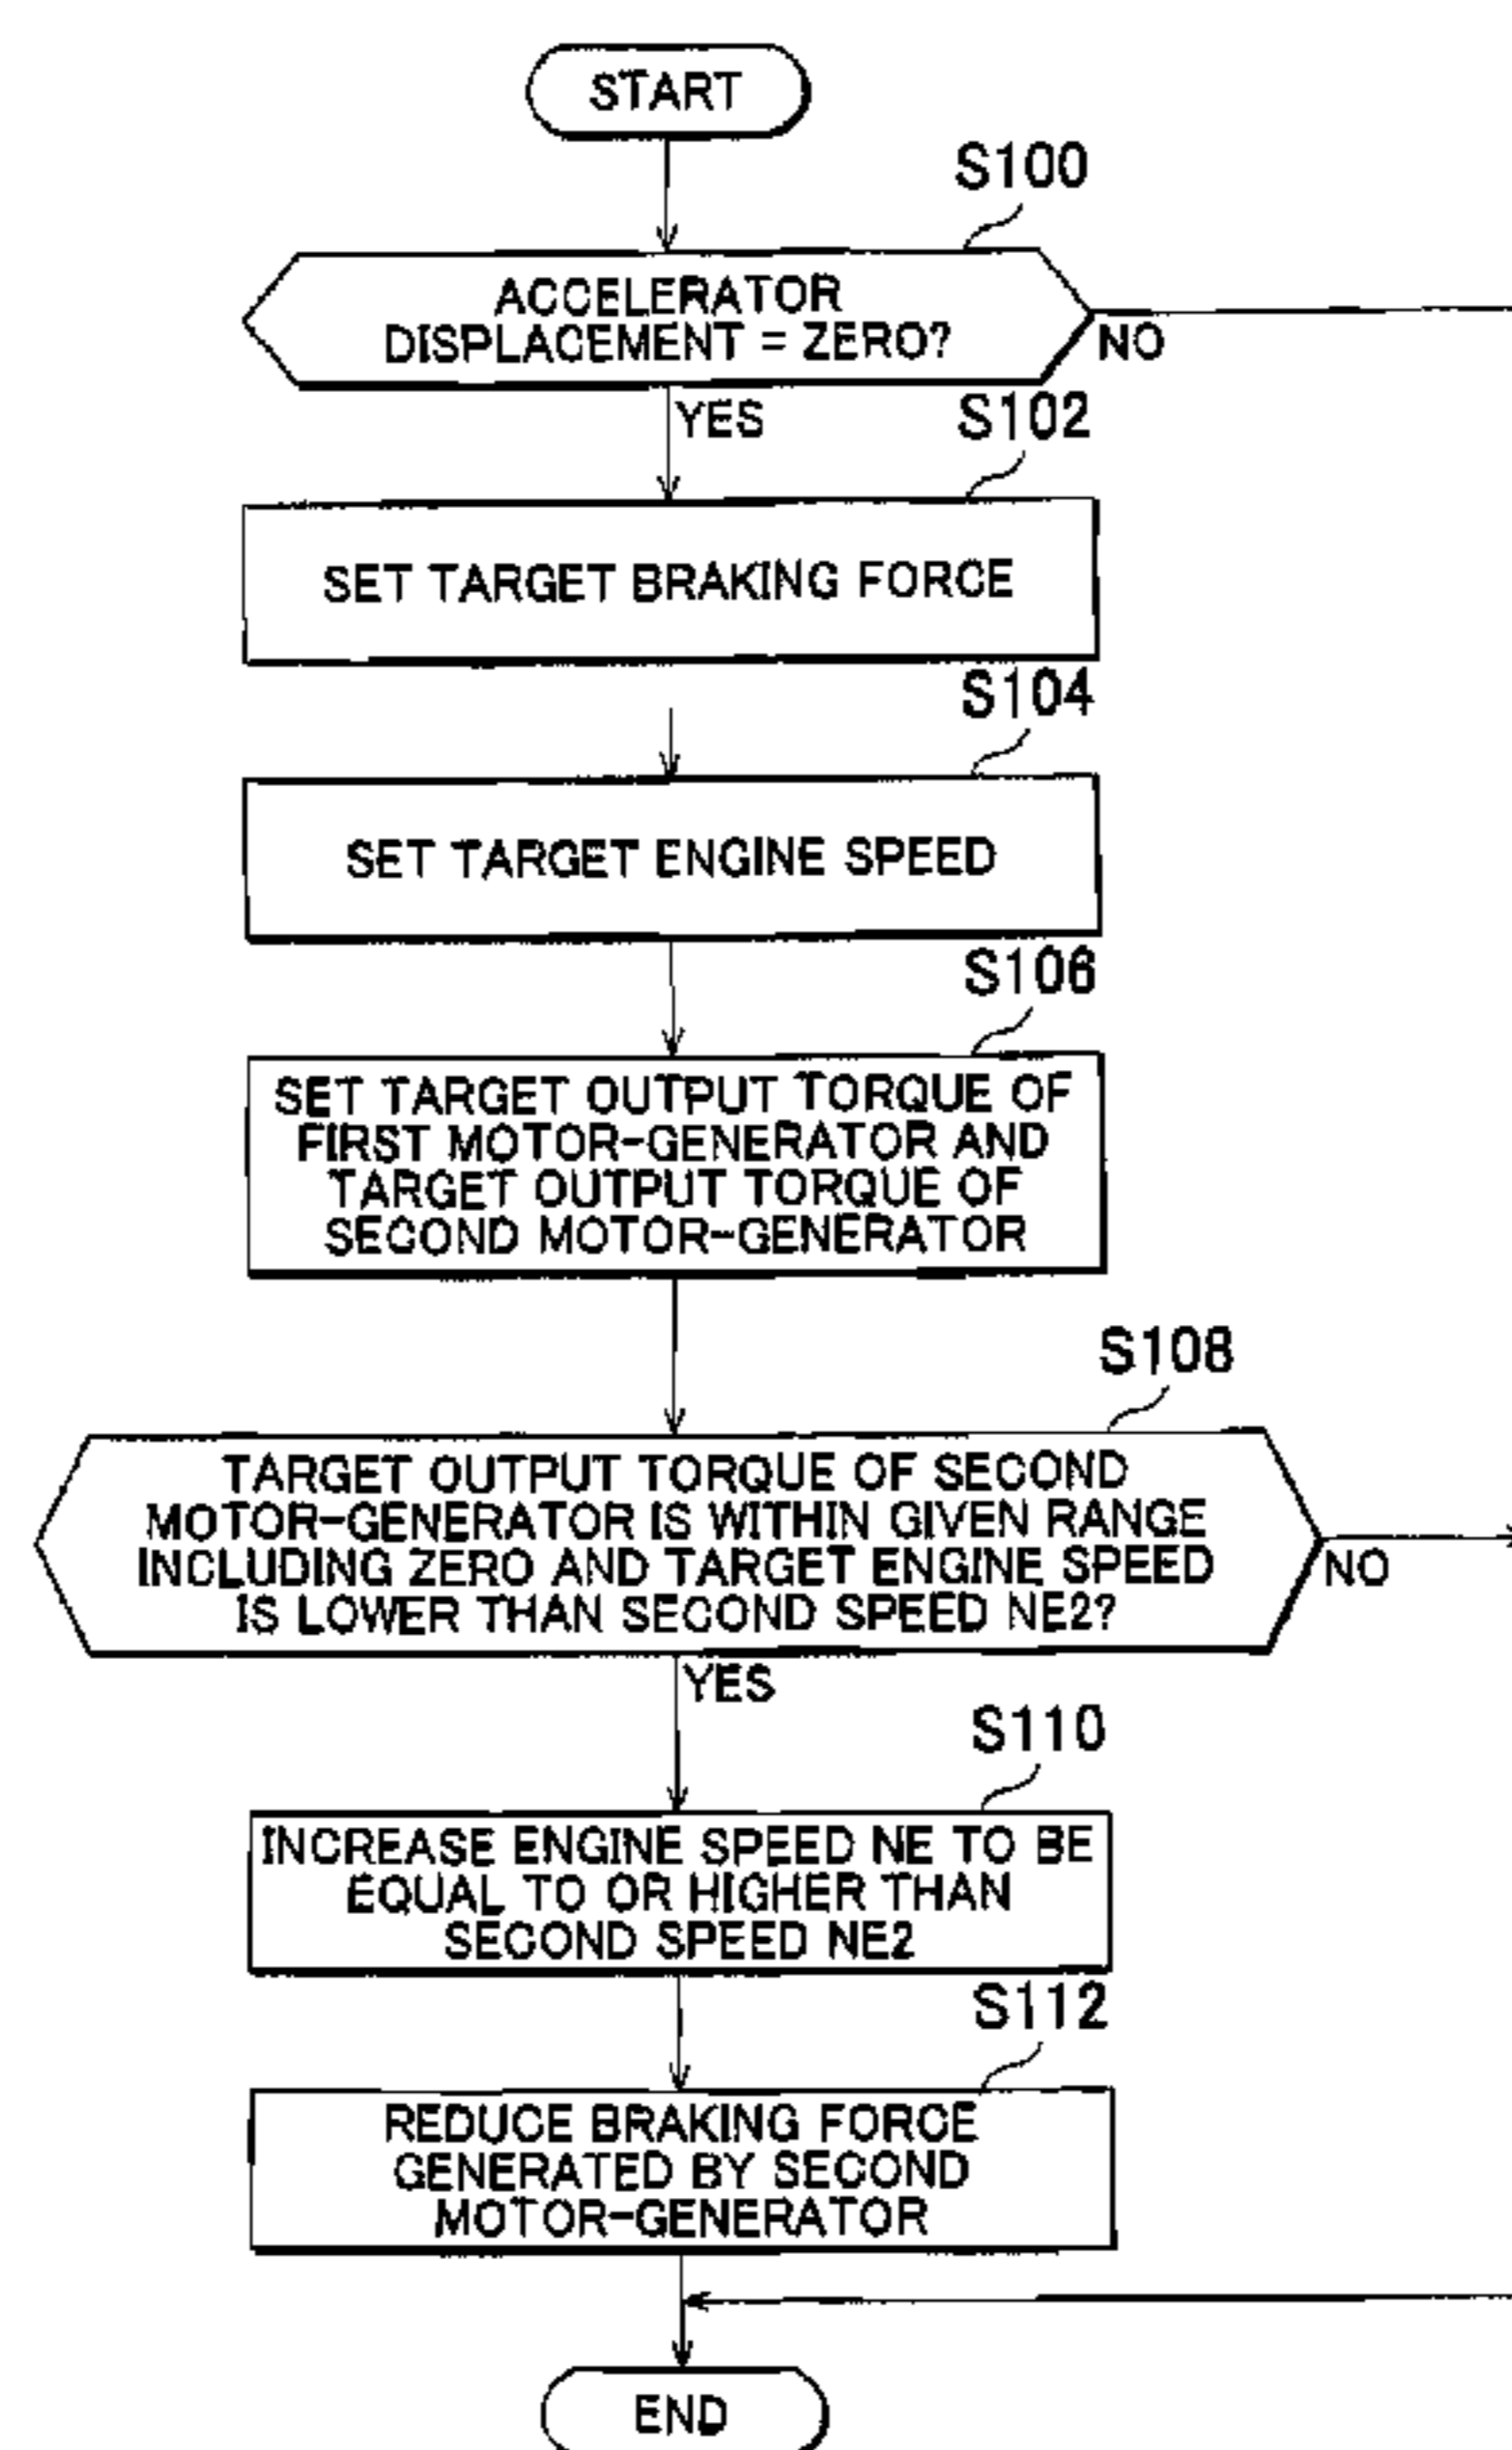 START
S100
ACCELERATOR
DISPLACEMENT = ZERO?
NO
YES
S102
SET TARGET BRAKING FORCE
S104
SET TARGET ENGINE SPEED
S106
SET TARGET OUTPUT TORQUE OF
FIRST MOTOR-GENERATOR AND
TARGET OUTPUT TORQUE OF
SECOND MOTOR-GENERATOR
S108
TARGET OUTPUT TORQUE OF SECOND
MOTOR-GENERATOR IS WITHIN GIVEN RANGE
INCLUDING ZERO AND TARGET ENGINE SPEED
IS LOWER THAN SECOND SPEED NE2?
NO
YES
S110
INCREASE ENGINE SPEED NE TO BE
EQUAL TO OR HIGHER THAN
SECOND SPEED NE2
S112
REDUCE BRAKING FORCE
GENERATED BY SECOND
MOTOR-GENERATOR
END